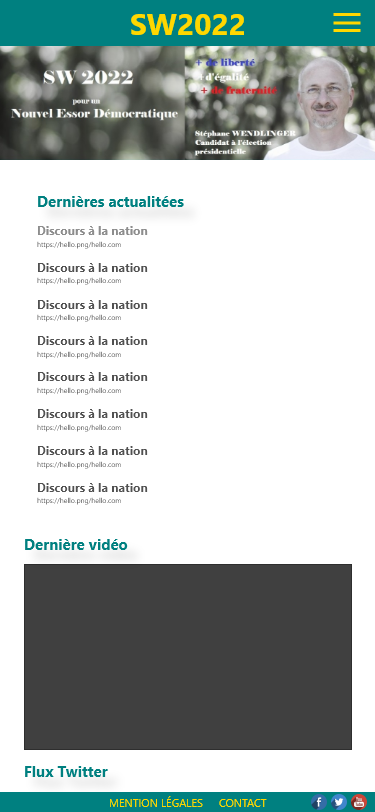 SW2022
SW 2022
pour un
Nouvel Essor Démocratique
+ de liberté
+ d'égalité
+ de fraternité
Stéphane WENDLINGER
Candidat à l'élection
présidentielle
Dernières actualitées
Discours à la nation
https://hello.png/hello.com
Discours à la nation
https://hello.png/hello.com
Discours à la nation
https://hello.png/hello.com
Discours à la nation
https://hello.png/hello.com
Discours à la nation
https://hello.png/hello.com
Discours à la nation
https://hello.png/hello.com
Discours à la nation
https://hello.png/hello.com
Discours à la nation
https://hello.png/hello.com
Dernière vidéo
Flux Twitter
MENTION LÉGALES CONTACT